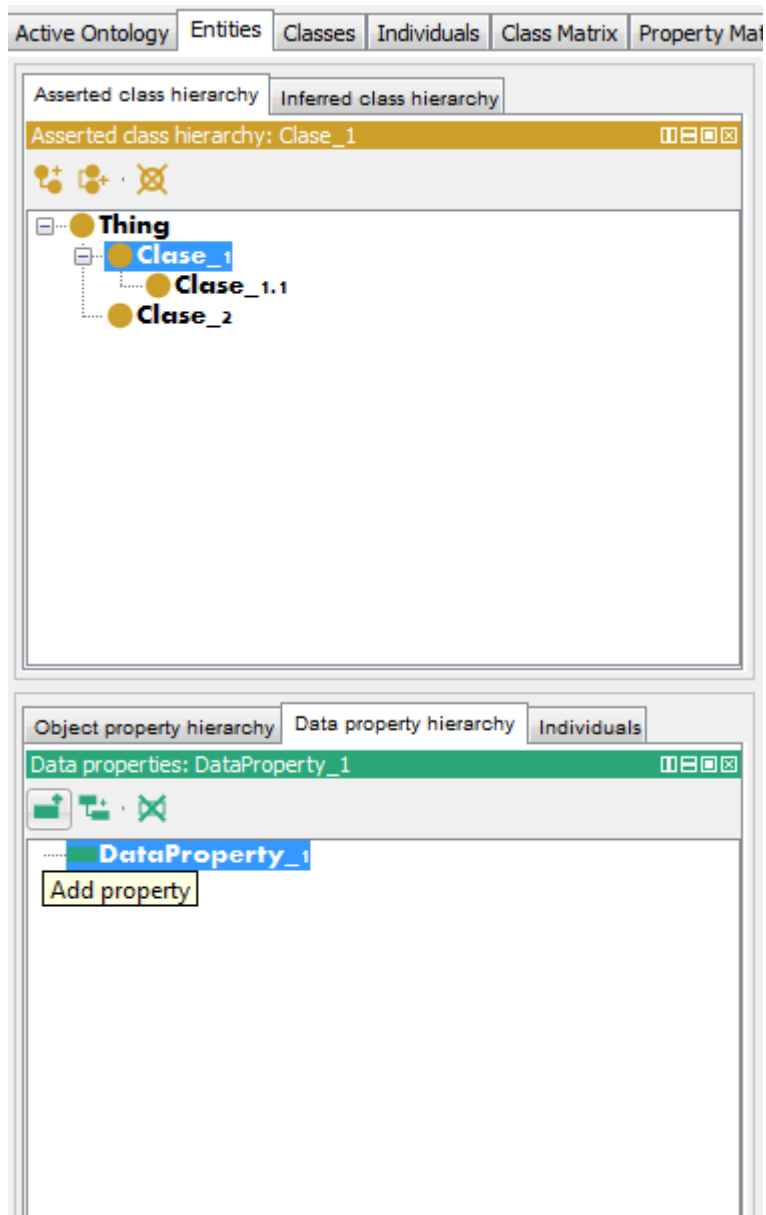 Active Ontology Entities Classes Individuals Class Matrix Property Mat
Asserted class hierarchy Inferred class hierarchy
Asserted class hierarchy: Clase_1
Thing
Clase_1
Clase_1.1
Clase_2
Object property hierarchy Data property hierarchy Individuals
Data properties: DataProperty_1
DataProperty_1
Add property